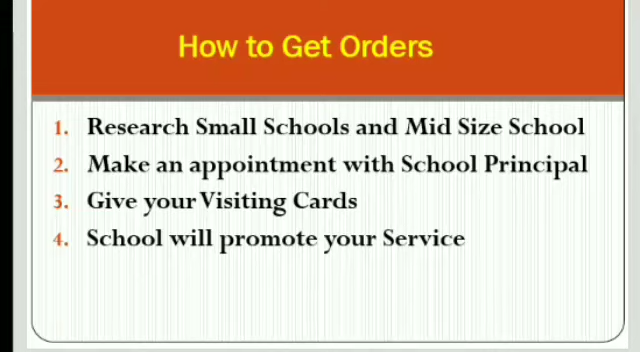 How to Get Orders
1. Research Small Schools and Mid Size School
2. Make an appointment with School Principal
3. Give your Visiting Cards
4. School will promote your Service